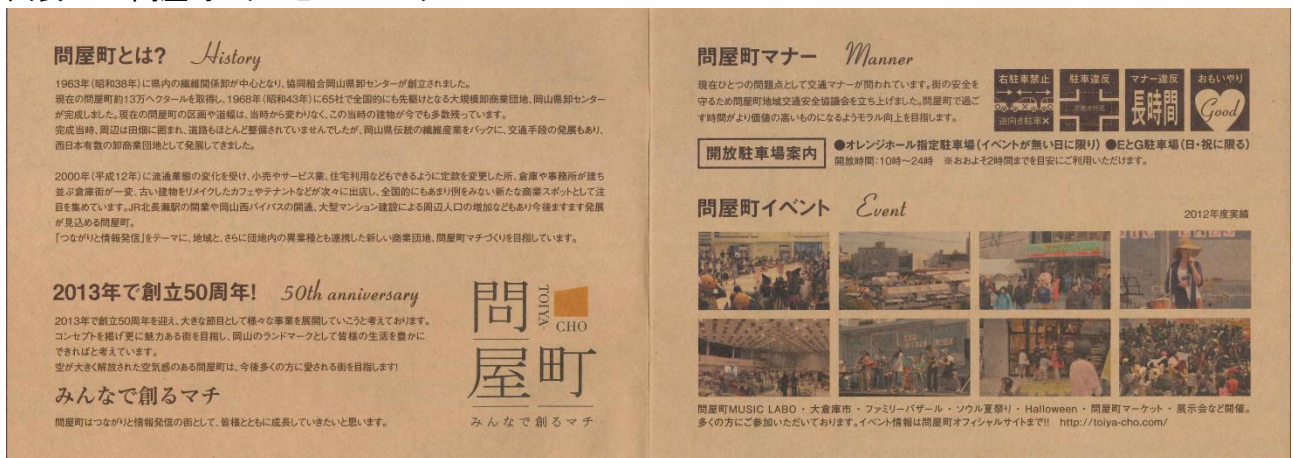 問屋町とは? History
1963年(昭和38年)に県内の繊維関係卸が中心となり、協同組合岡山県卸センターが創立されました。
現在の問屋町約13万ヘクタールを取得し、1968年(昭和43年)に65社で全国的にも先駆けとなる大規模卸商業団地、岡山県卸センター
が完成しました。現在の問屋町の区画や道幅は、当時から変わりなく、この当時の建物が今でも多数残っています。
完成当時、周辺は田畑に囲まれ、道路もほとんど整備されていませんでしたが、岡山県伝統の繊維産業をバックに、交通手段の発展もあり、
西日本有数の卸商業団地として発展してきました。
2000年(平成12年)に流通業態の変化を受け、小売やサービス業、住宅利用などもできるように定款を変更した所、倉庫や事務所が建ち
並ぶ倉庫街が一変、古い建物をリメイクしたカフェやテナントなどが次々に出店し、全国的にもあまり例をみない新たな商業スポットとして注
目を集めています。JR北長瀬駅の開業や岡山西バイパスの開通、大型マンション建設による周辺人口の増加などもあり今後ますます発展
が見込める問屋町。
「つながりと情報発信」をテーマに、地域と、さらに団地内の異業種とも連携した新しい商業団地、問屋町マチづくりを目指しています。
2013年で創立50周年! 50th anniversary
2013年で創立50周年を迎え、大きな節目として様々な事業を展開していこうと考えております。
コンセプトを掲げ更に魅力ある街を目指し、岡山のランドマークとして皆様の生活を豊かに
できればと考えています。
空が大きく解放された空気感のある問屋町は、今後多くの方に愛される街を目指します!
みんなで創るマチ
問屋町はつながりと情報発信の街として、皆様とともに成長していきたいと思います。
問屋町
TOIYA
CHO
みんなで創るマチ
問屋町マナー Manner
現在ひとつの問題点として交通マナーが問われています。街の安全を
守るため問屋町地域交通安全協議会を立ち上げました。問屋町で過ご
す時間がより価値の高いものになるようモラル向上を目指します。
右駐車禁止
逆向き駐車×
駐車違反
マナー違反
長時間
おもいやり
Good
開放駐車場案内
●オレンジホール指定駐車場(イベントが無い日に限り) ●EとG駐車場(日・祝に限る)
開放時間:10時〜24時 ※おおよそ2時間までを目安にご利用いただけます。
問屋町イベント Event
2012年度実績
問屋町MUSIC LABO・大倉庫市・ファミリーバザール・ソウル夏祭り・Halloween・問屋町マーケット・展示会など開催。
多くの方にご参加いただいております。イベント情報は問屋町オフィシャルサイトまで!! http://toiya-cho.com/